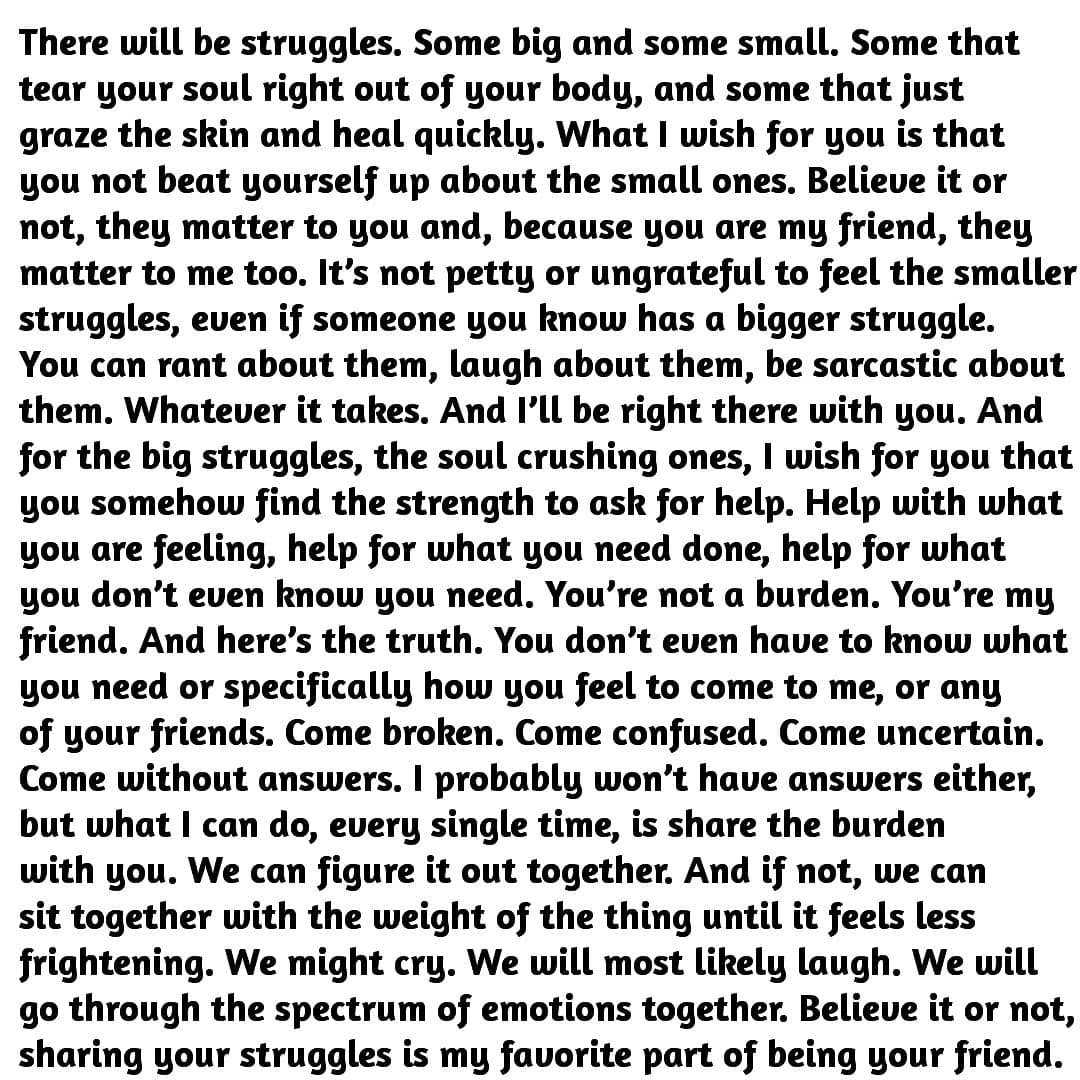 There will be struggles. Some big and some small. Some that
tear your soul right out of your body, and some that just
graze the skin and heal quickly. What I wish for you is that
you not beat yourself up about the small ones. Believe it or
not, they matter to you and, because you are my friend, they
matter to me too. It’s not petty or ungrateful to feel the smaller
struggles, even if someone you know has a bigger struggle.
You can rant about them, laugh about them, be sarcastic about
them. Whatever it takes. And I’ll be right there with you. And
for the big struggles, the soul crushing ones, I wish for you that
you somehow find the strength to ask for help. Help with what
you are feeling, help for what you need done, help for what
you don’t even know you need. You’re not a burden. You’re my
friend. And here’s the truth. You don’t even have to know what
you need or specifically how you feel to come to me, or any
of your friends. Come broken. Come confused. Come uncertain.
Come without answers. I probably won’t have answers either,
but what I can do, every single time, is share the burden
with you. We can figure it out together. And if not, we can
sit together with the weight of the thing until it feels less
frightening. We might cry. We will most likely laugh. We will
go through the spectrum of emotions together. Believe it or not,
sharing your struggles is my favorite part of being your friend.